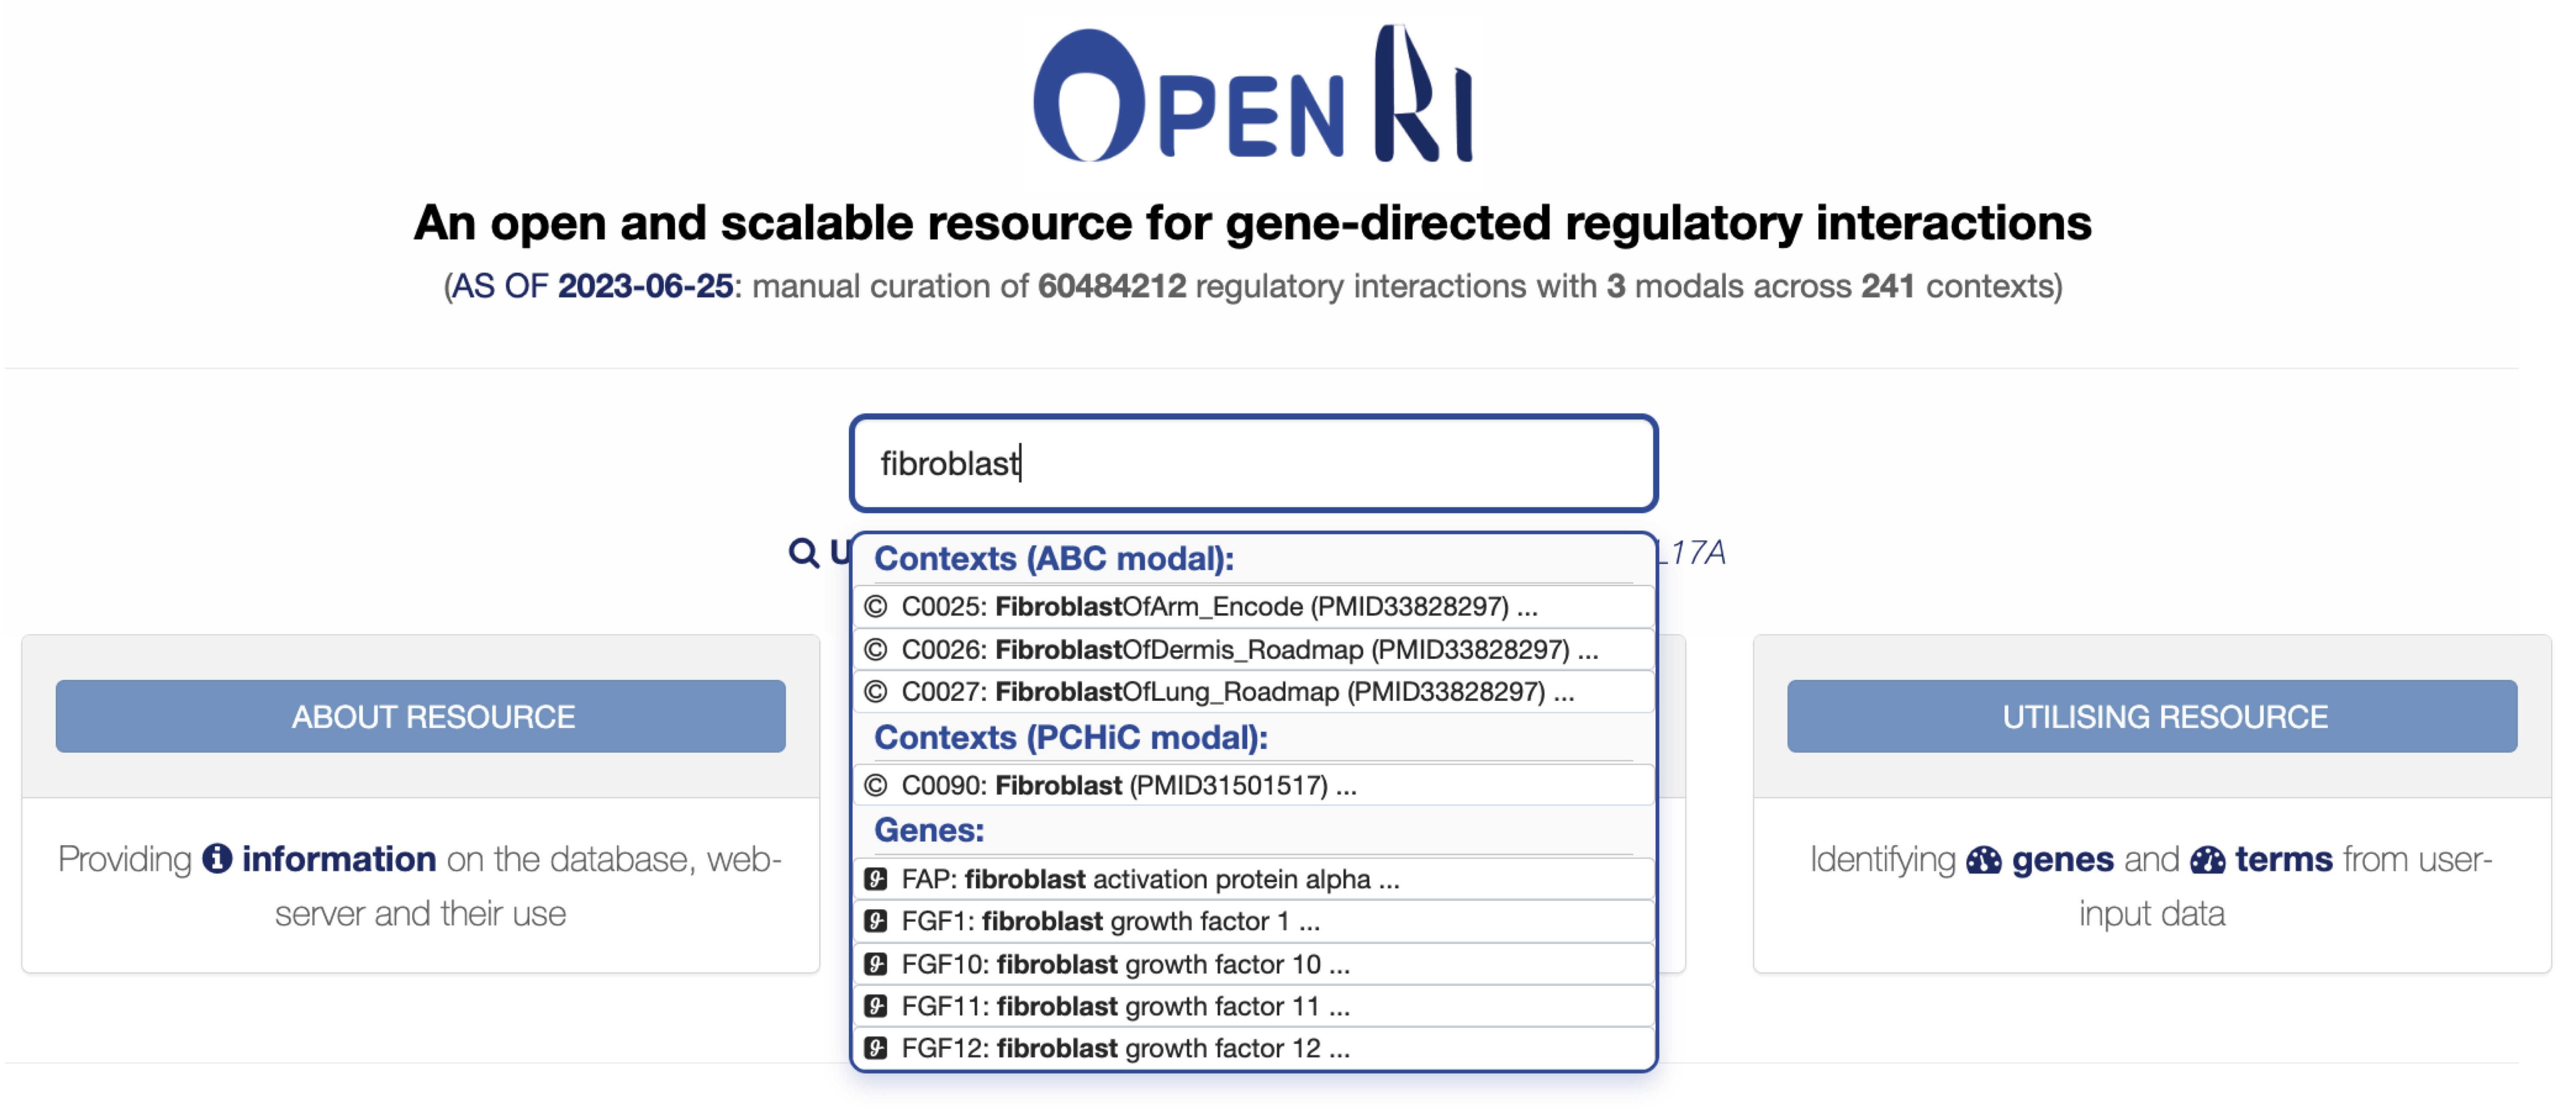 OPEN RI
An open and scalable resource for gene-directed regulatory interactions
(AS OF 2023-06-25: manual curation of 60484212 regulatory interactions with 3 modals across 241 contexts)
fibroblast
Contexts (ABC modal):
© C0025: FibroblastOfArm_Encode (PMID33828297) ...
© C0026: FibroblastOfDermis_Roadmap (PMID33828297) ...
© C0027: FibroblastOfLung_Roadmap (PMID33828297) ...
Contexts (PCHiC modal):
© C0090: Fibroblast (PMID31501517) ...
Genes:
FAP: fibroblast activation protein alpha ...
FGF1: fibroblast growth factor 1 ...
FGF10: fibroblast growth factor 10 ...
FGF11: fibroblast growth factor 11 ...
FGF12: fibroblast growth factor 12 ...
ABOUT RESOURCE
Providing information on the database, web-
server and their use
UTILISING RESOURCE
Identifying genes and terms from user-
input data